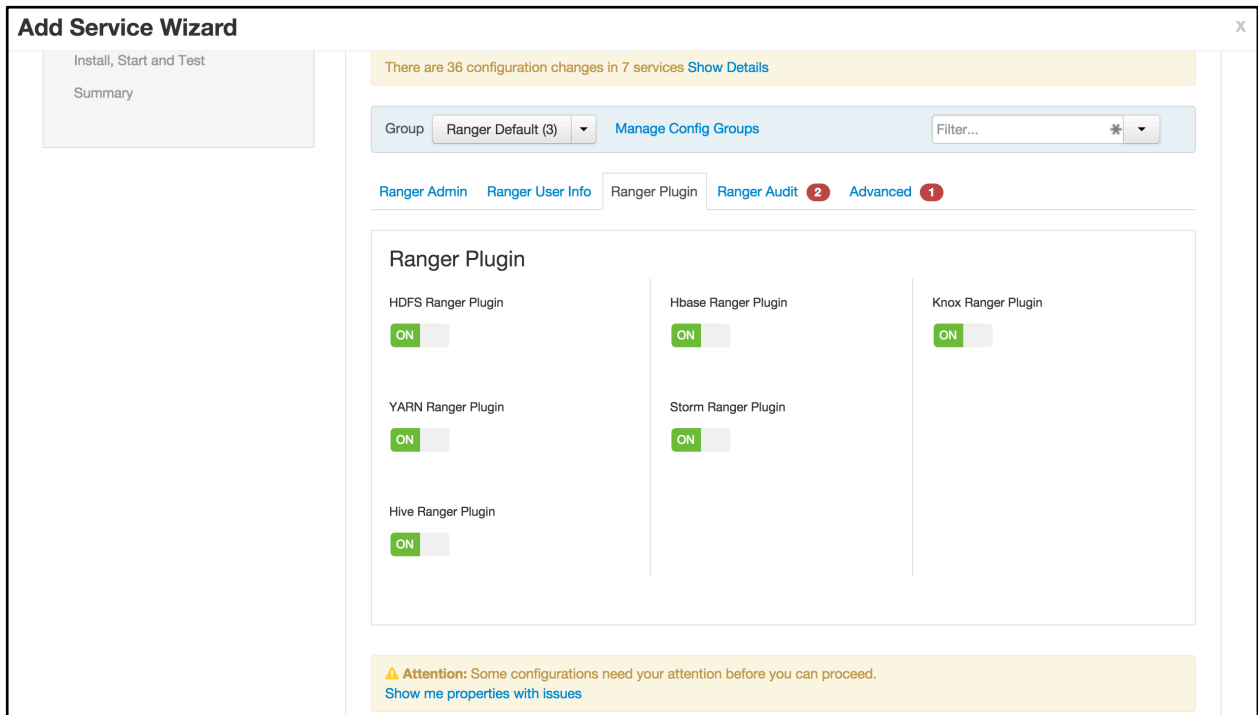 Add Service Wizard
x
Install, Start and Test
Summary
There are 36 configuration changes in 7 services Show Details
Group Ranger Default (3) Manage Config Groups Filter...
Ranger Admin Ranger User Info Ranger Plugin Ranger Audit 2 Advanced 1
Ranger Plugin
HDFS Ranger Plugin Hbase Ranger Plugin Knox Ranger Plugin
ON ON ON
YARN Ranger Plugin Storm Ranger Plugin
ON ON
Hive Ranger Plugin
ON
Attention: Some configurations need your attention before you can proceed.
Show me properties with issues